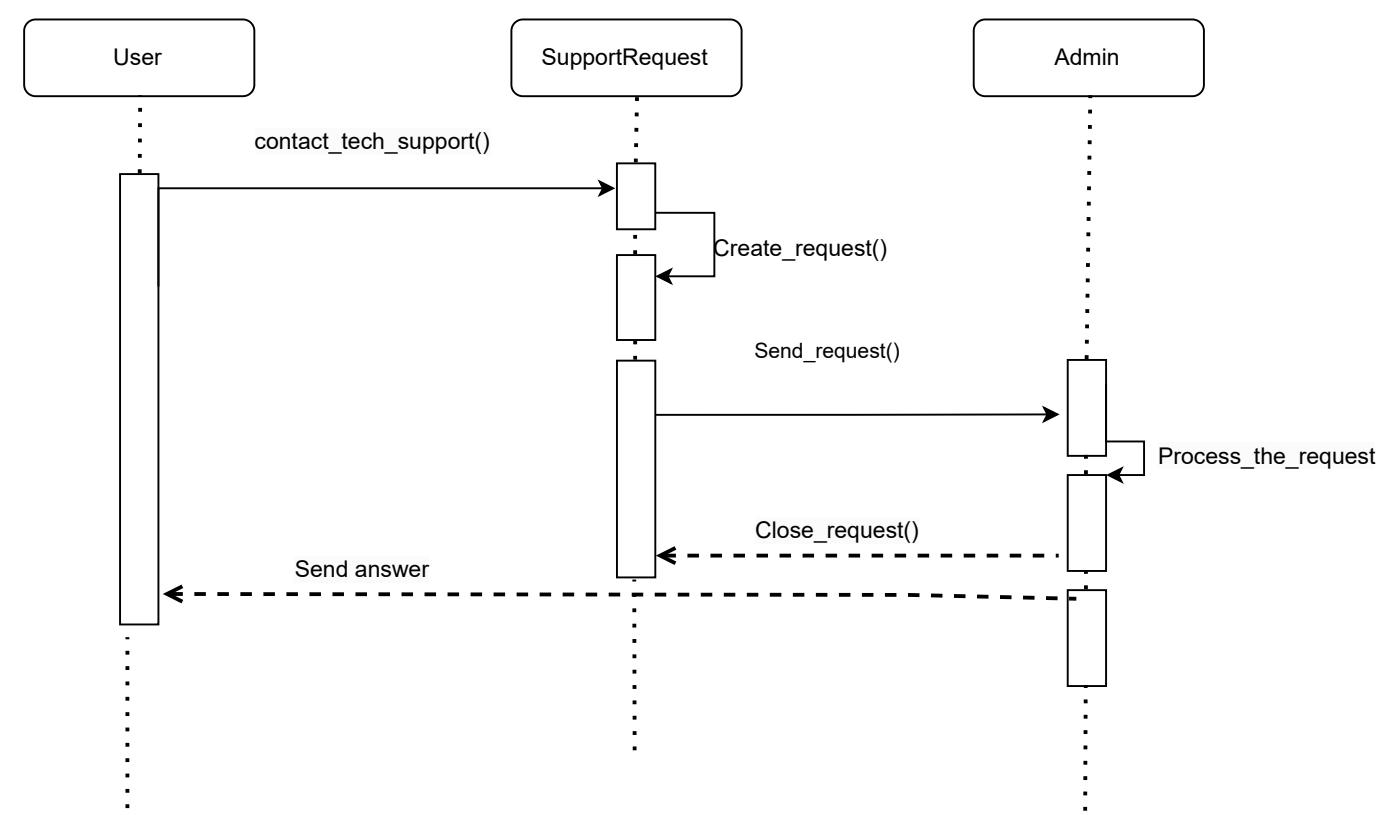 User
SupportRequest
Admin
contact_tech_support()
Create_request()
Send_request()
Process_the_request
Close_request()
Send answer